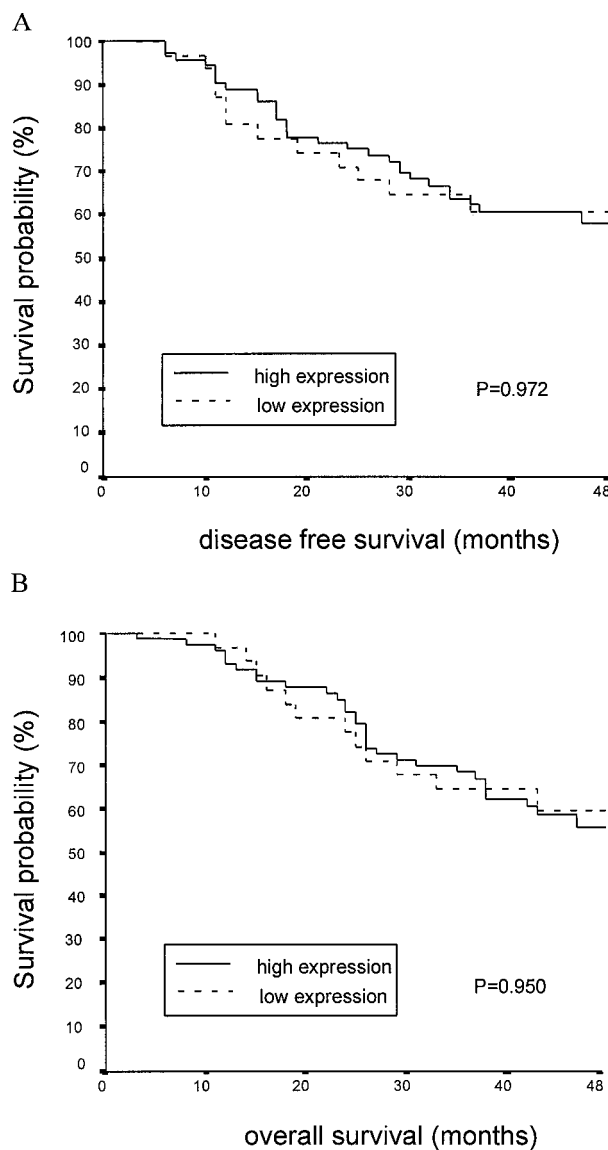 A
Survival probability (%)
100
90
80
70
60
50
40
30
20
10
0
high expression
low expression
P=0.972
0 10 20 30 40 48
disease free survival (months)
B
Survival probability (%)
100
90
80
70
60
50
40
30
20
10
0
high expression
low expression
P=0.950
0 10 20 30 40 48
overall survival (months)